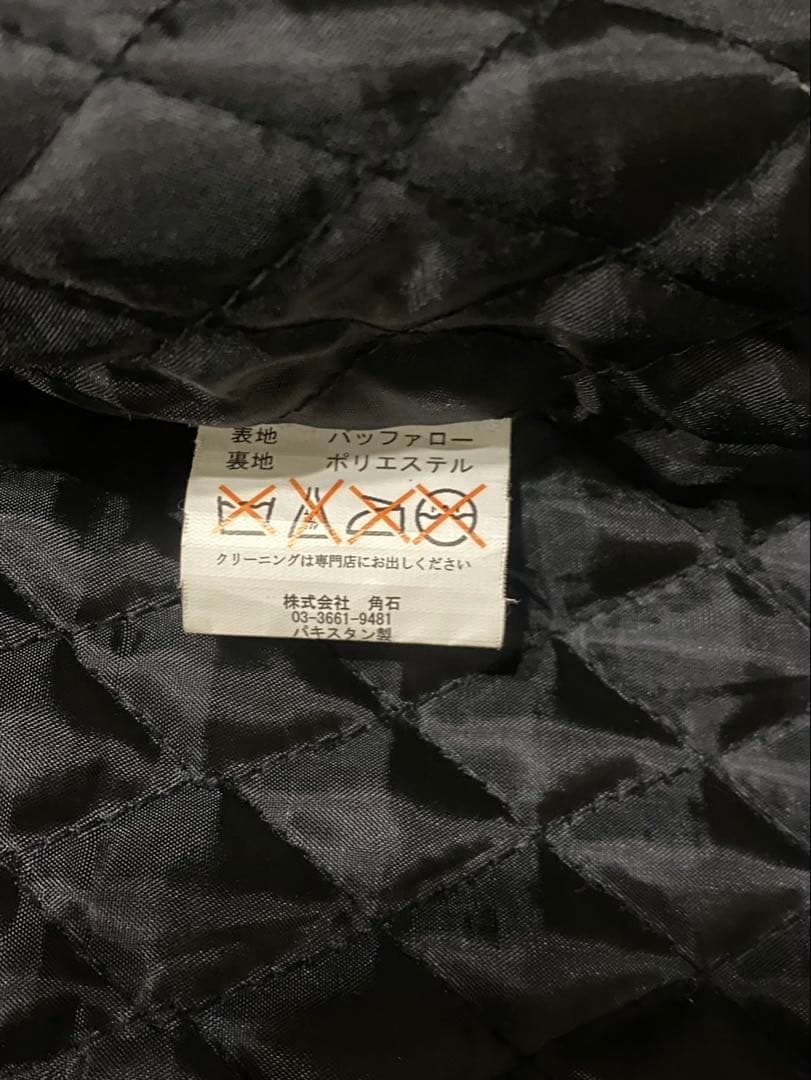 表地 バッファロー
裏地 ポリエステル
クリーニングは専門店にお出しください
株式会社 角石
03-3661-9481
パキスタン製